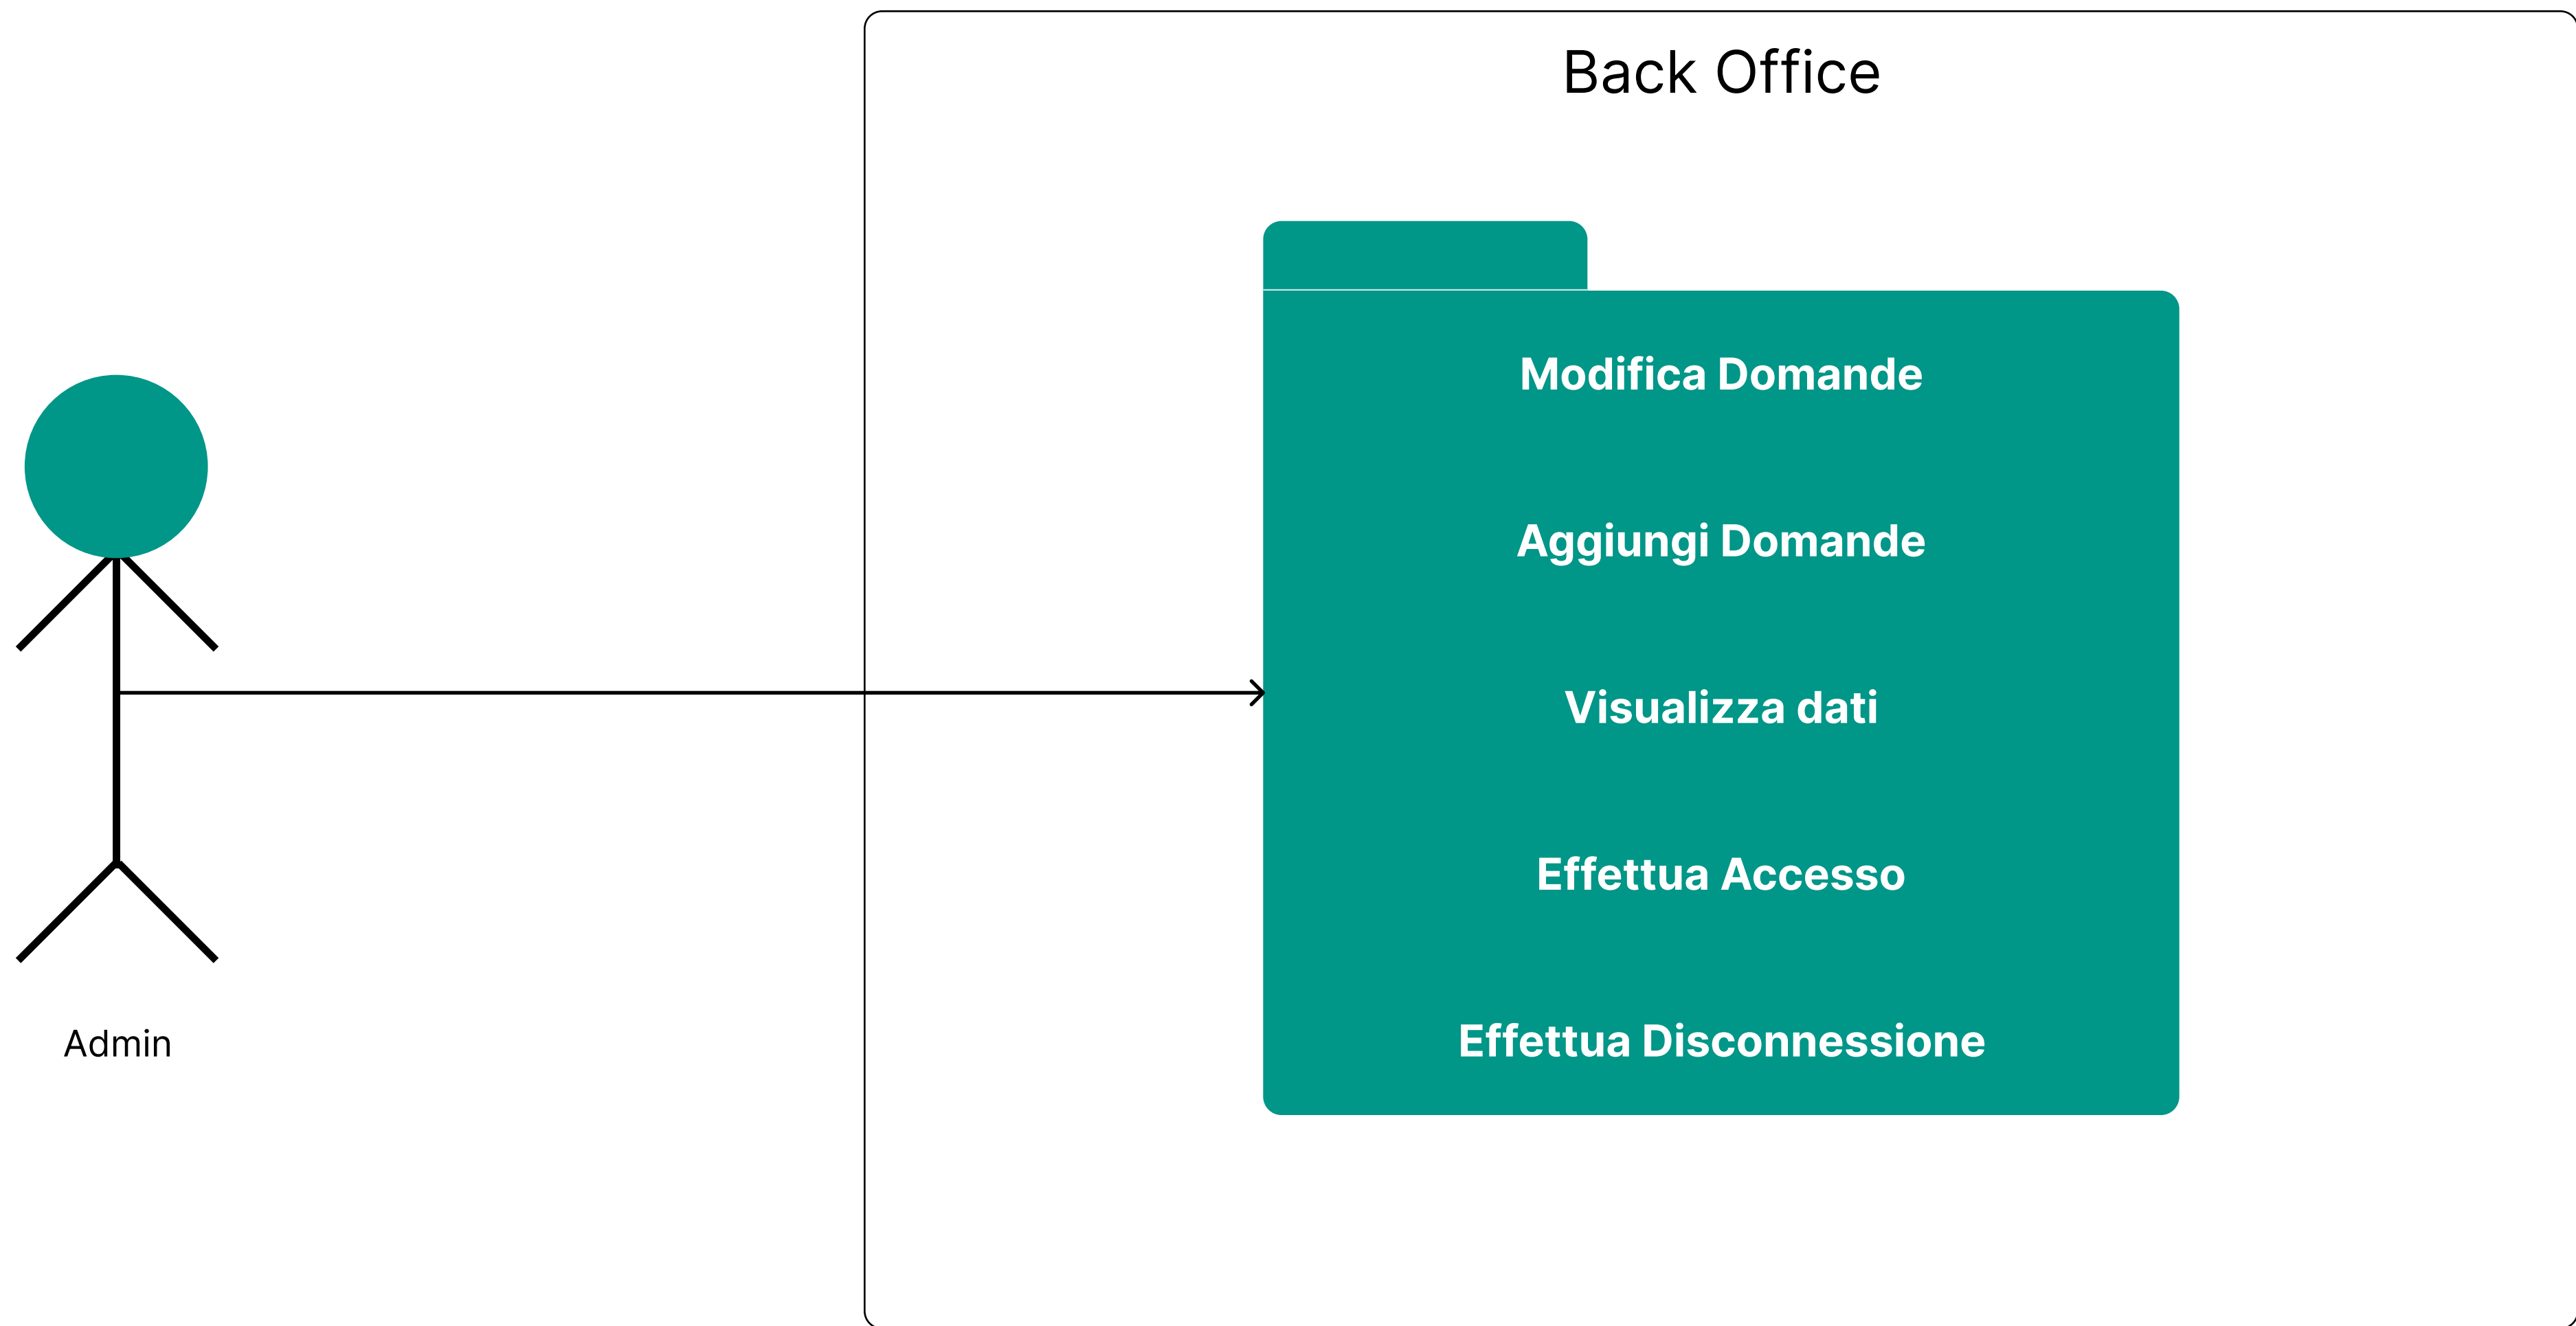 Back Office
Modifica Domande
Aggiungi Domande
Visualizza dati
Effettua Accesso
Effettua Disconnessione
Admin